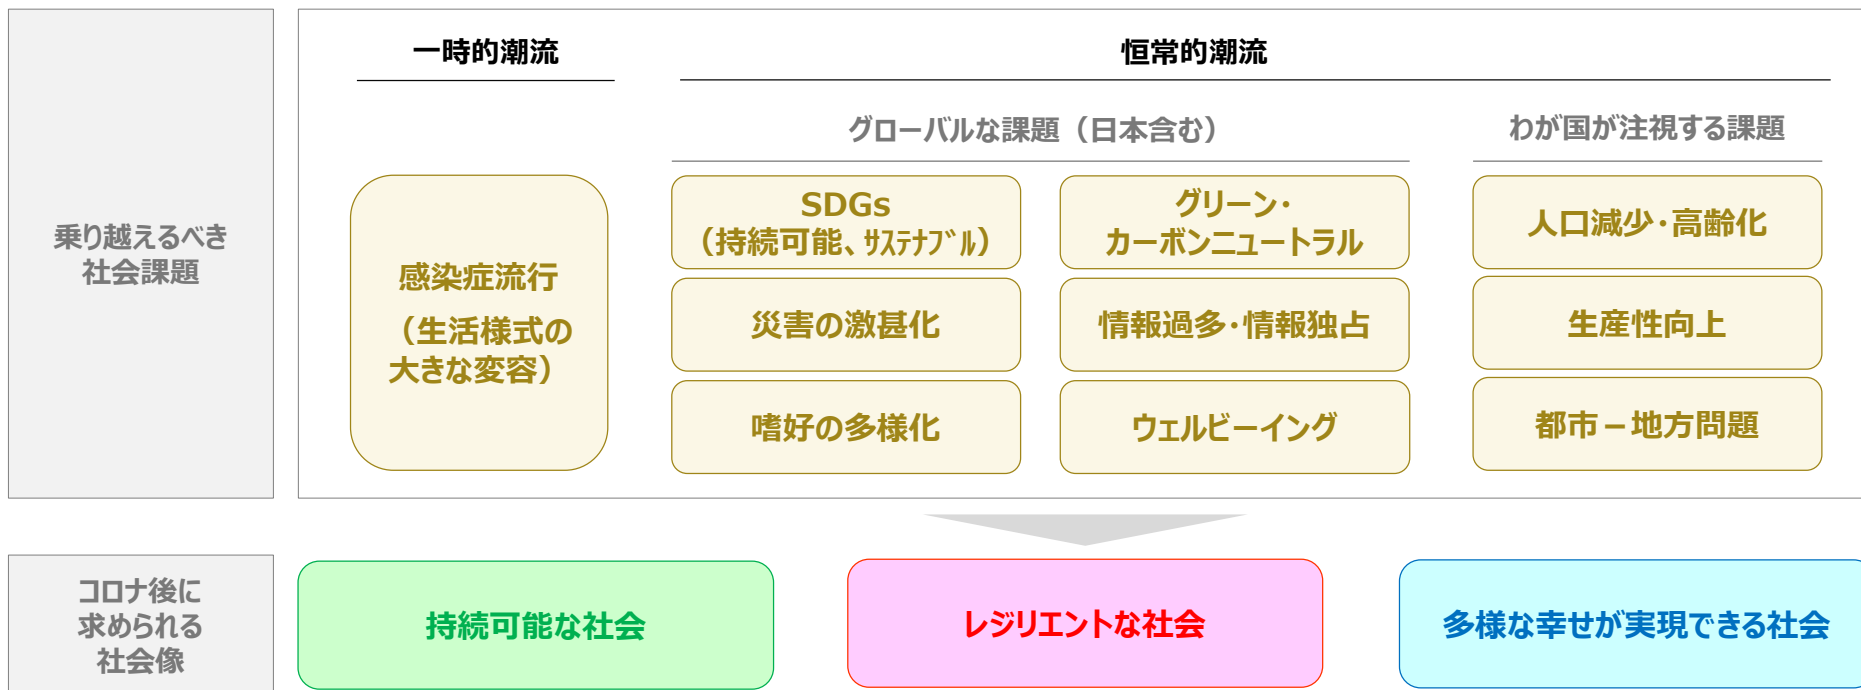 乗り越えるべき
社会課題
一時的潮流
恒常的潮流
グローバルな課題（日本含む）
わが国が注視する課題
感染症流行
（生活様式の
大きな変容）
SDGs
（持続可能、ｻｽﾃﾅﾌﾞﾙ）
グリーン・
カーボンニュートラル
人口減少・高齢化
災害の激甚化
情報過多・情報独占
生産性向上
嗜好の多様化
ウェルビーイング
都市－地方問題
コロナ後に
求められる
社会像
持続可能な社会
レジリエントな社会
多様な幸せが実現できる社会